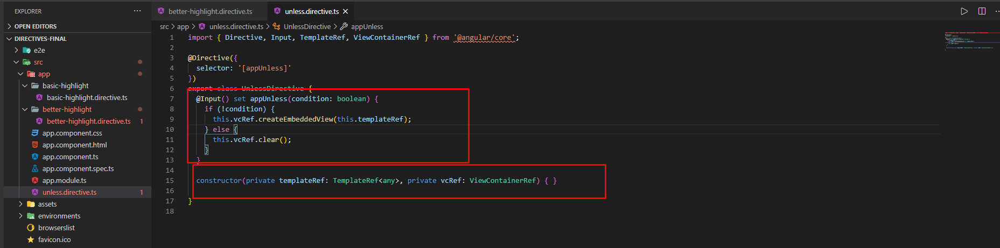 EXPLORER
OPEN EDITORS
DIRECTIVES-FINAL
e2e
src
app
basic-highlight
basic-highlight.directive.ts
better-highlight
better-highlight.directive.ts 1
app.component.css
app.component.html
app.component.ts
app.component.spec.ts
app.module.ts
unless.directive.ts 1
assets
environments
browserslist
favicon.ico
better-highlight.directive.ts unless.directive.ts
src > app > unless.directive.ts > UnlessDirective > appUnless
1 import { Directive, Input, TemplateRef, ViewContainerRef } from '@angular/core';
2
3 @Directive({
4   selector: '[appUnless]'
5 })
6 export class UnlessDirective {
7   @Input() set appUnless(condition: boolean) {
8     if (!condition) {
9       this.vcRef.createEmbeddedView(this.templateRef);
10     } else {
11       this.vcRef.clear();
12     }
13   }
14
15   constructor(private templateRef: TemplateRef<any>, private vcRef: ViewContainerRef) { }
16
17 }
18